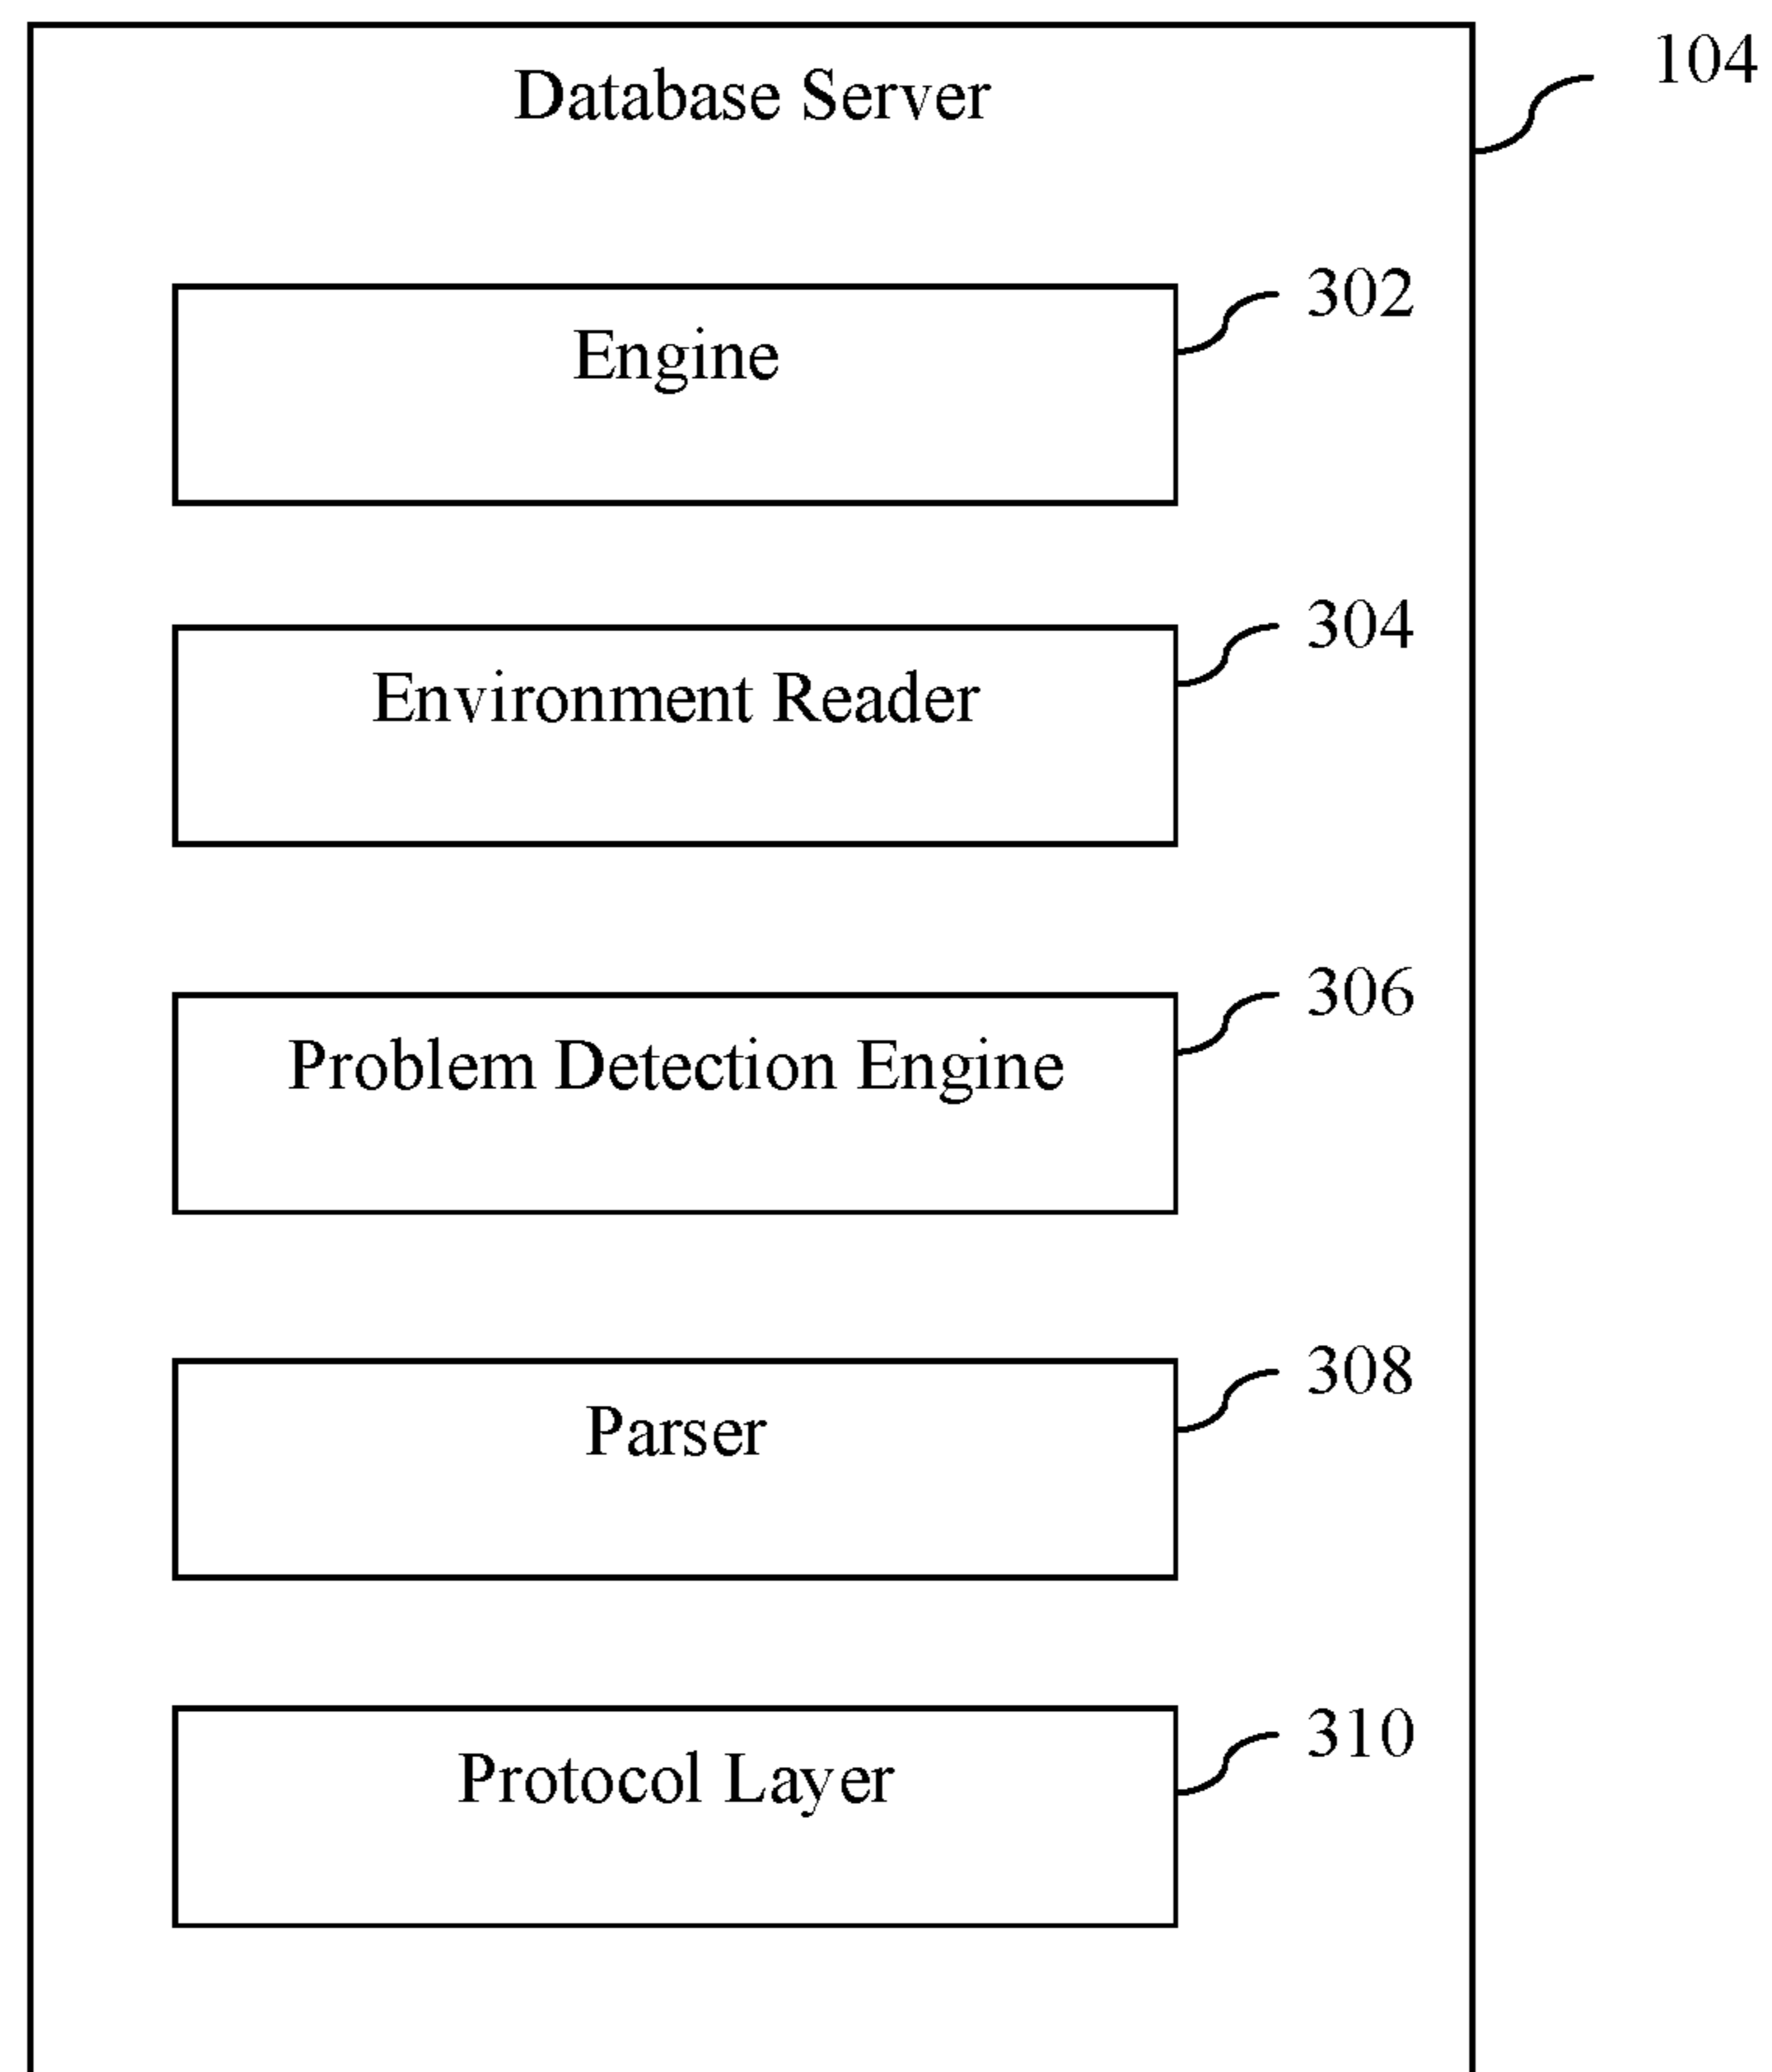 Database Server
104
Engine
302
Environment Reader
304
Problem Detection Engine
306
Parser
308
Protocol Layer
310